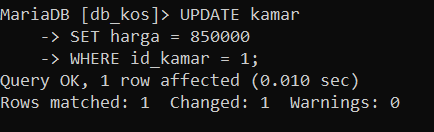 MariaDB [db_kos]> UPDATE kamar
    -> SET harga = 850000
    -> WHERE id_kamar = 1;
Query OK, 1 row affected (0.010 sec)
Rows matched: 1  Changed: 1  Warnings: 0